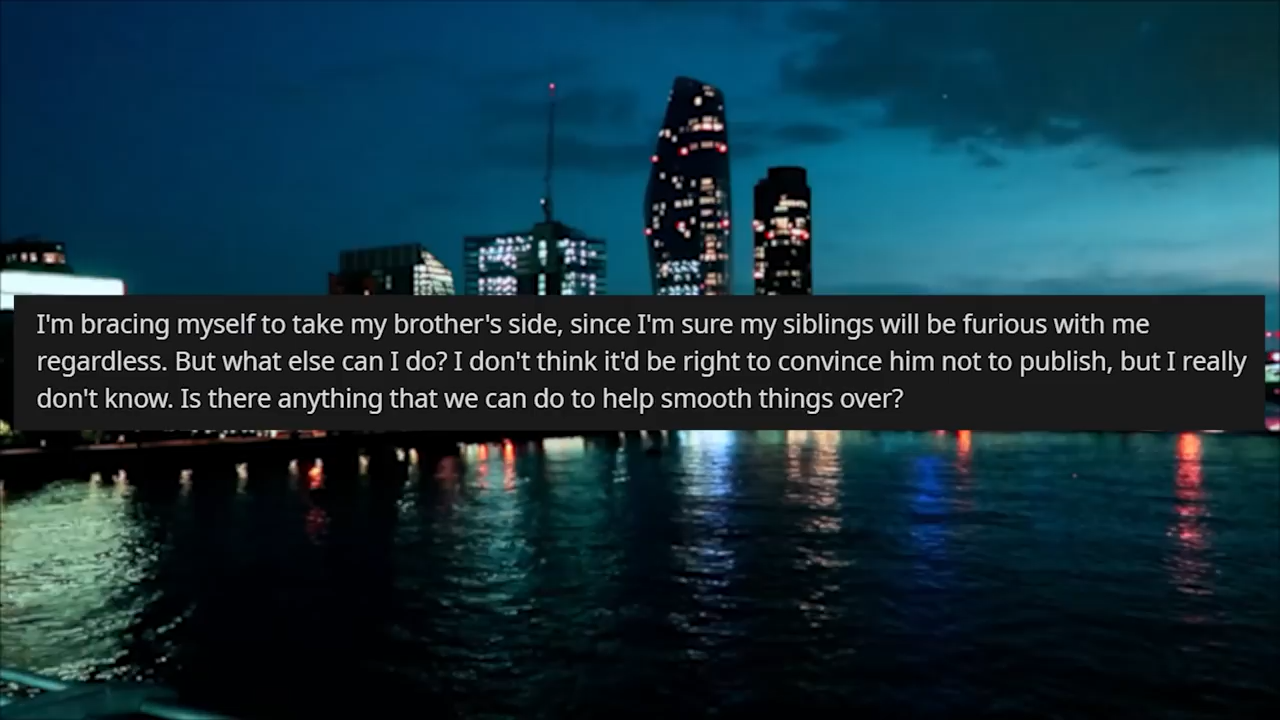 I'm bracing myself to take my brother's side, since I'm sure my siblings will be furious with me
regardless. But what else can I do? I don't think it'd be right to convince him not to publish, but I really
don't know. Is there anything that we can do to help smooth things over?